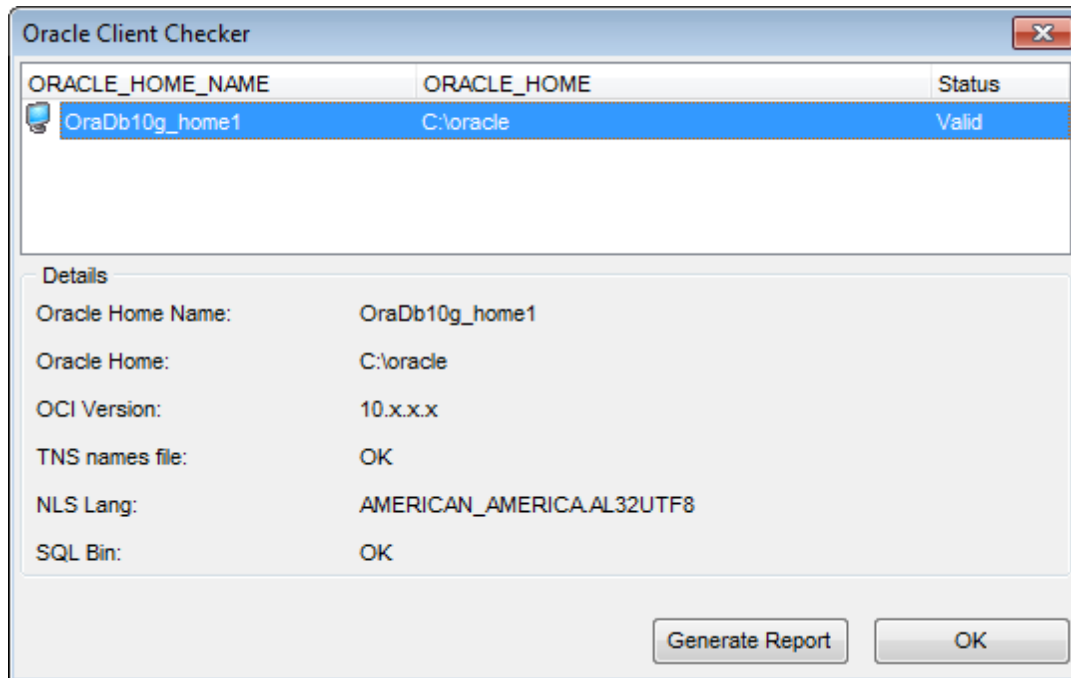 Oracle Client Checker
ORACLE_HOME_NAME ORACLE_HOME Status
OraDb10g_home1 C:\oracle Valid
Details
Oracle Home Name: OraDb10g_home1
Oracle Home: C:\oracle
OCI Version: 10.x.x.x
TNS names file: OK
NLS Lang: AMERICAN_AMERICA.AL32UTF8
SQL Bin: OK
Generate Report OK